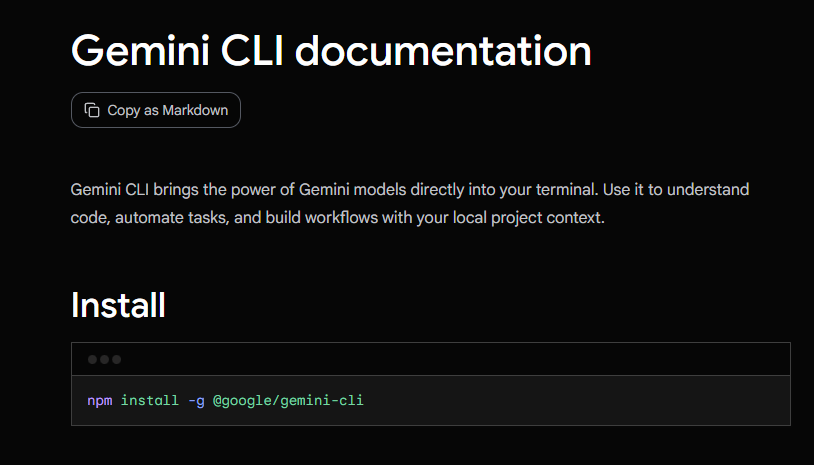 Gemini CLI documentation
Copy as Markdown
Gemini CLI brings the power of Gemini models directly into your terminal. Use it to understand
code, automate tasks, and build workflows with your local project context.
Install
npm install -g @google/gemini-cli